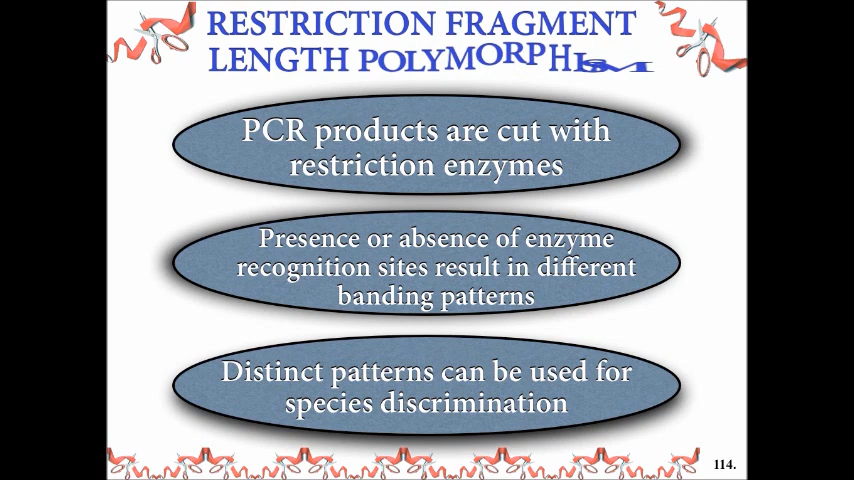 RESTRICTION FRAGMENT
LENGTH POLYMORPHISM
PCR products are cut with
restriction enzymes
Presence or absence of enzyme
recognition sites result in different
banding patterns
Distinct patterns can be used for
species discrimination
114.